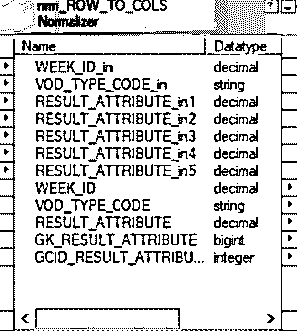 nrm_ROW_TO_COLS
Normalizer
Name Datatype
WEEK_ID_in decimal
VOD_TYPE_CODE_in string
RESULT_ATTRIBUTE_in1 decimal
RESULT_ATTRIBUTE_in2 decimal
RESULT_ATTRIBUTE_in3 decimal
RESULT_ATTRIBUTE_in4 decimal
RESULT_ATTRIBUTE_in5 decimal
WEEK_ID decimal
VOD_TYPE_CODE string
RESULT_ATTRIBUTE decimal
GK_RESULT_ATTRIBUTE bigint
GCID_RESULT_ATTRIBU... integer